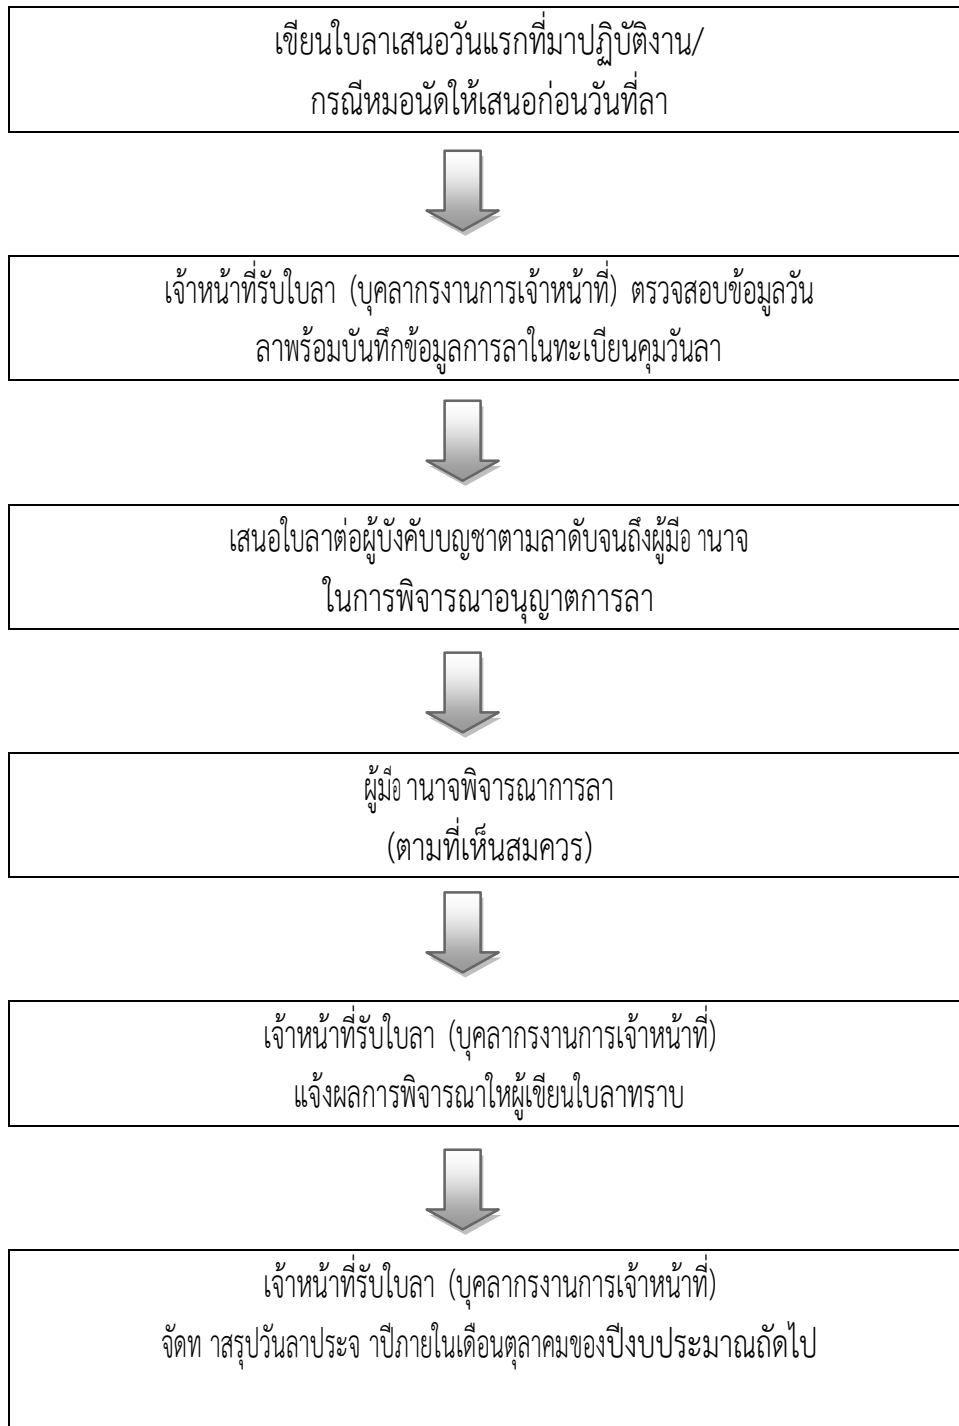 เขียนใบลาเสนอวันแรกที่มาปฏิบัติงาน/
กรณีหมอนัดให้เสนอก่อนวันที่ลา
เจ้าหน้าที่รับใบลา (บุคลากรงานการเจ้าหน้าที่) ตรวจสอบข้อมูลวัน
ลาพร้อมบันทึกข้อมูลการลาในทะเบียนคุมวันลา
เสนอใบลาต่อผู้บังคับบญชาตามลาดับจนถึงผู้มีอ านาจ
ในการพิจารณาอนุญาตการลา
ผู้มีอ านาจพิจารณาการลา
(ตามที่เห็นสมควร)
เจ้าหน้าที่รับใบลา (บุคลากรงานการเจ้าหน้าที่)
แจ้งผลการพิจารณาใหผู้เขียนใบลาทราบ
เจ้าหน้าที่รับใบลา (บุคลากรงานการเจ้าหน้าที่)
จัดท าสรุปวันลาประจ าปีภายในเดือนตุลาคมของปีงบประมาณถัดไป